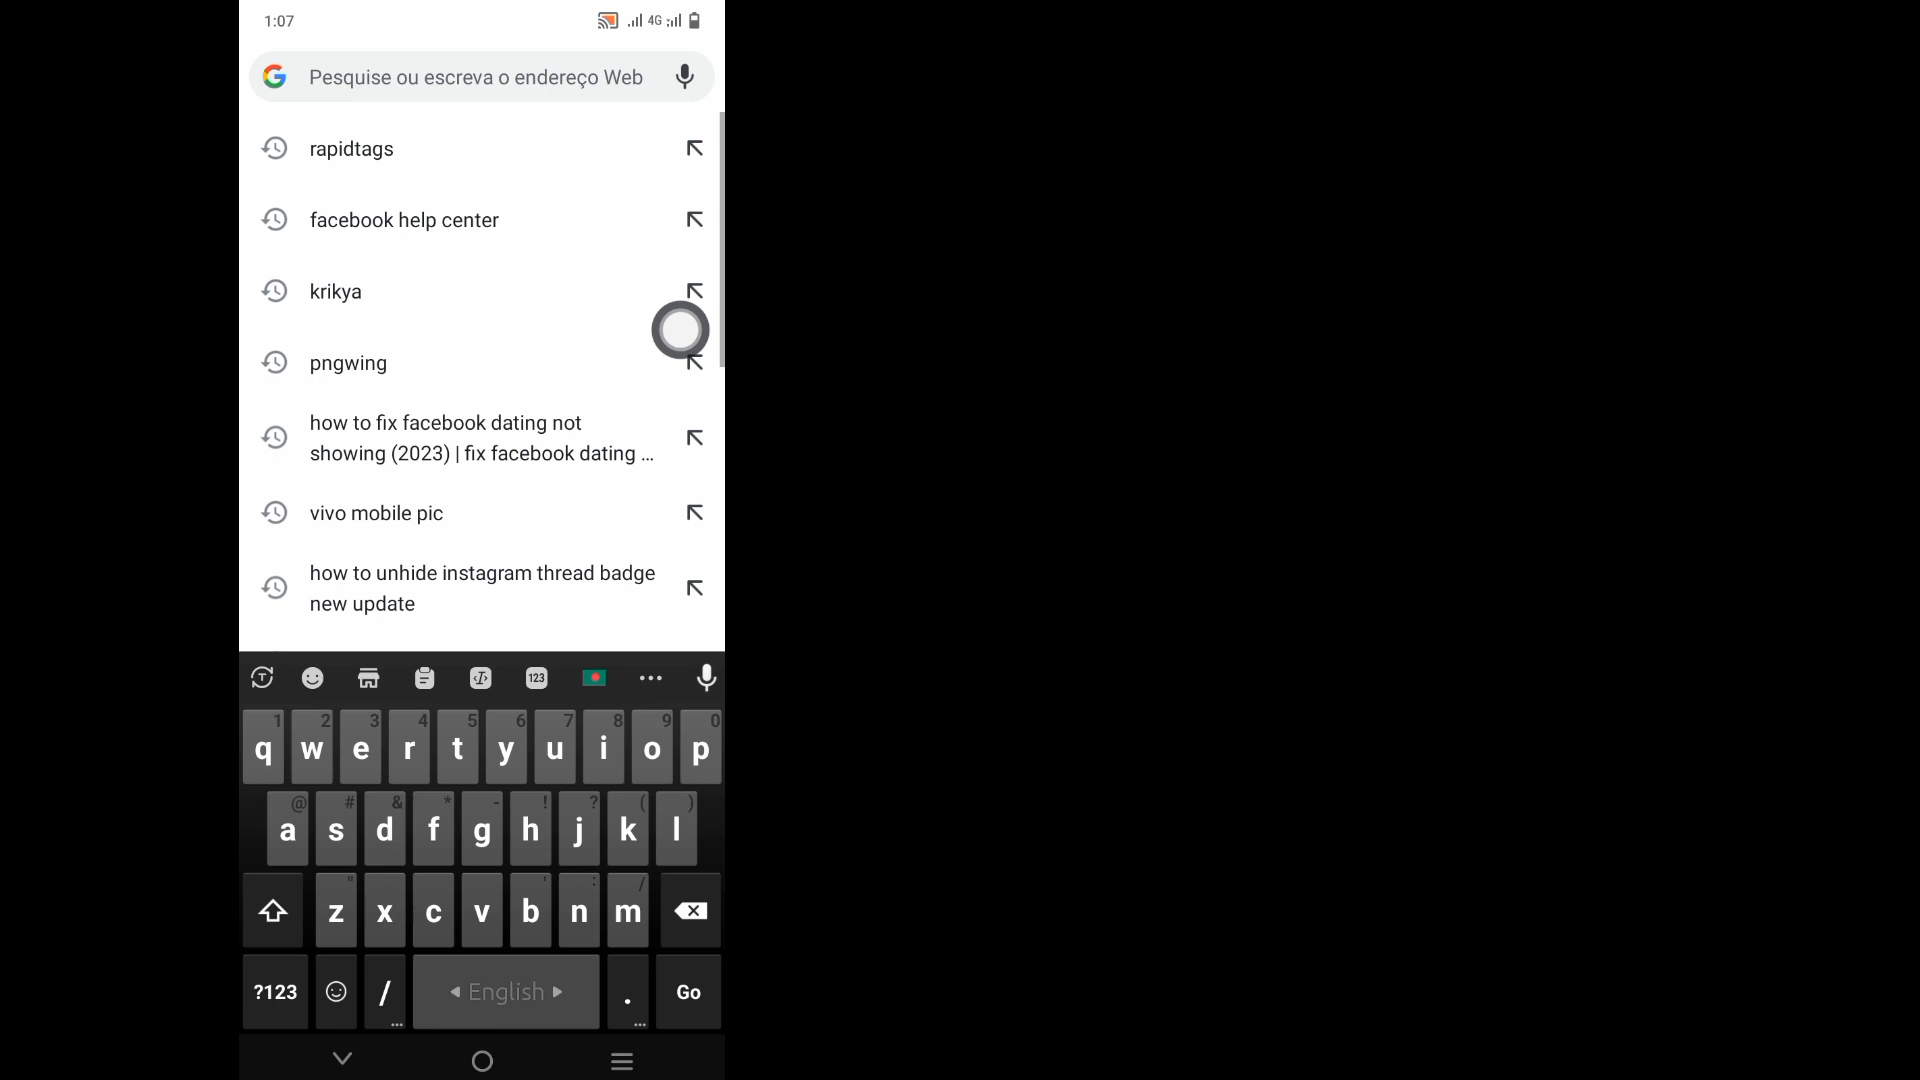 1:07
4G
Pesquise ou escreva o endereço Web
rapidtags
facebook help center
krikya
pngwing
how to fix facebook dating not
showing (2023) | fix facebook dating ...
vivo mobile pic
how to unhide instagram thread badge
new update
T 123
1 2 3 4 5 6 7 8 9 0
q w e r t y u i o p
@ # & * - ! ? ( )
a s d f g h j k l
" ' : /
z x c v b n m
?123 / English . Go
... ...